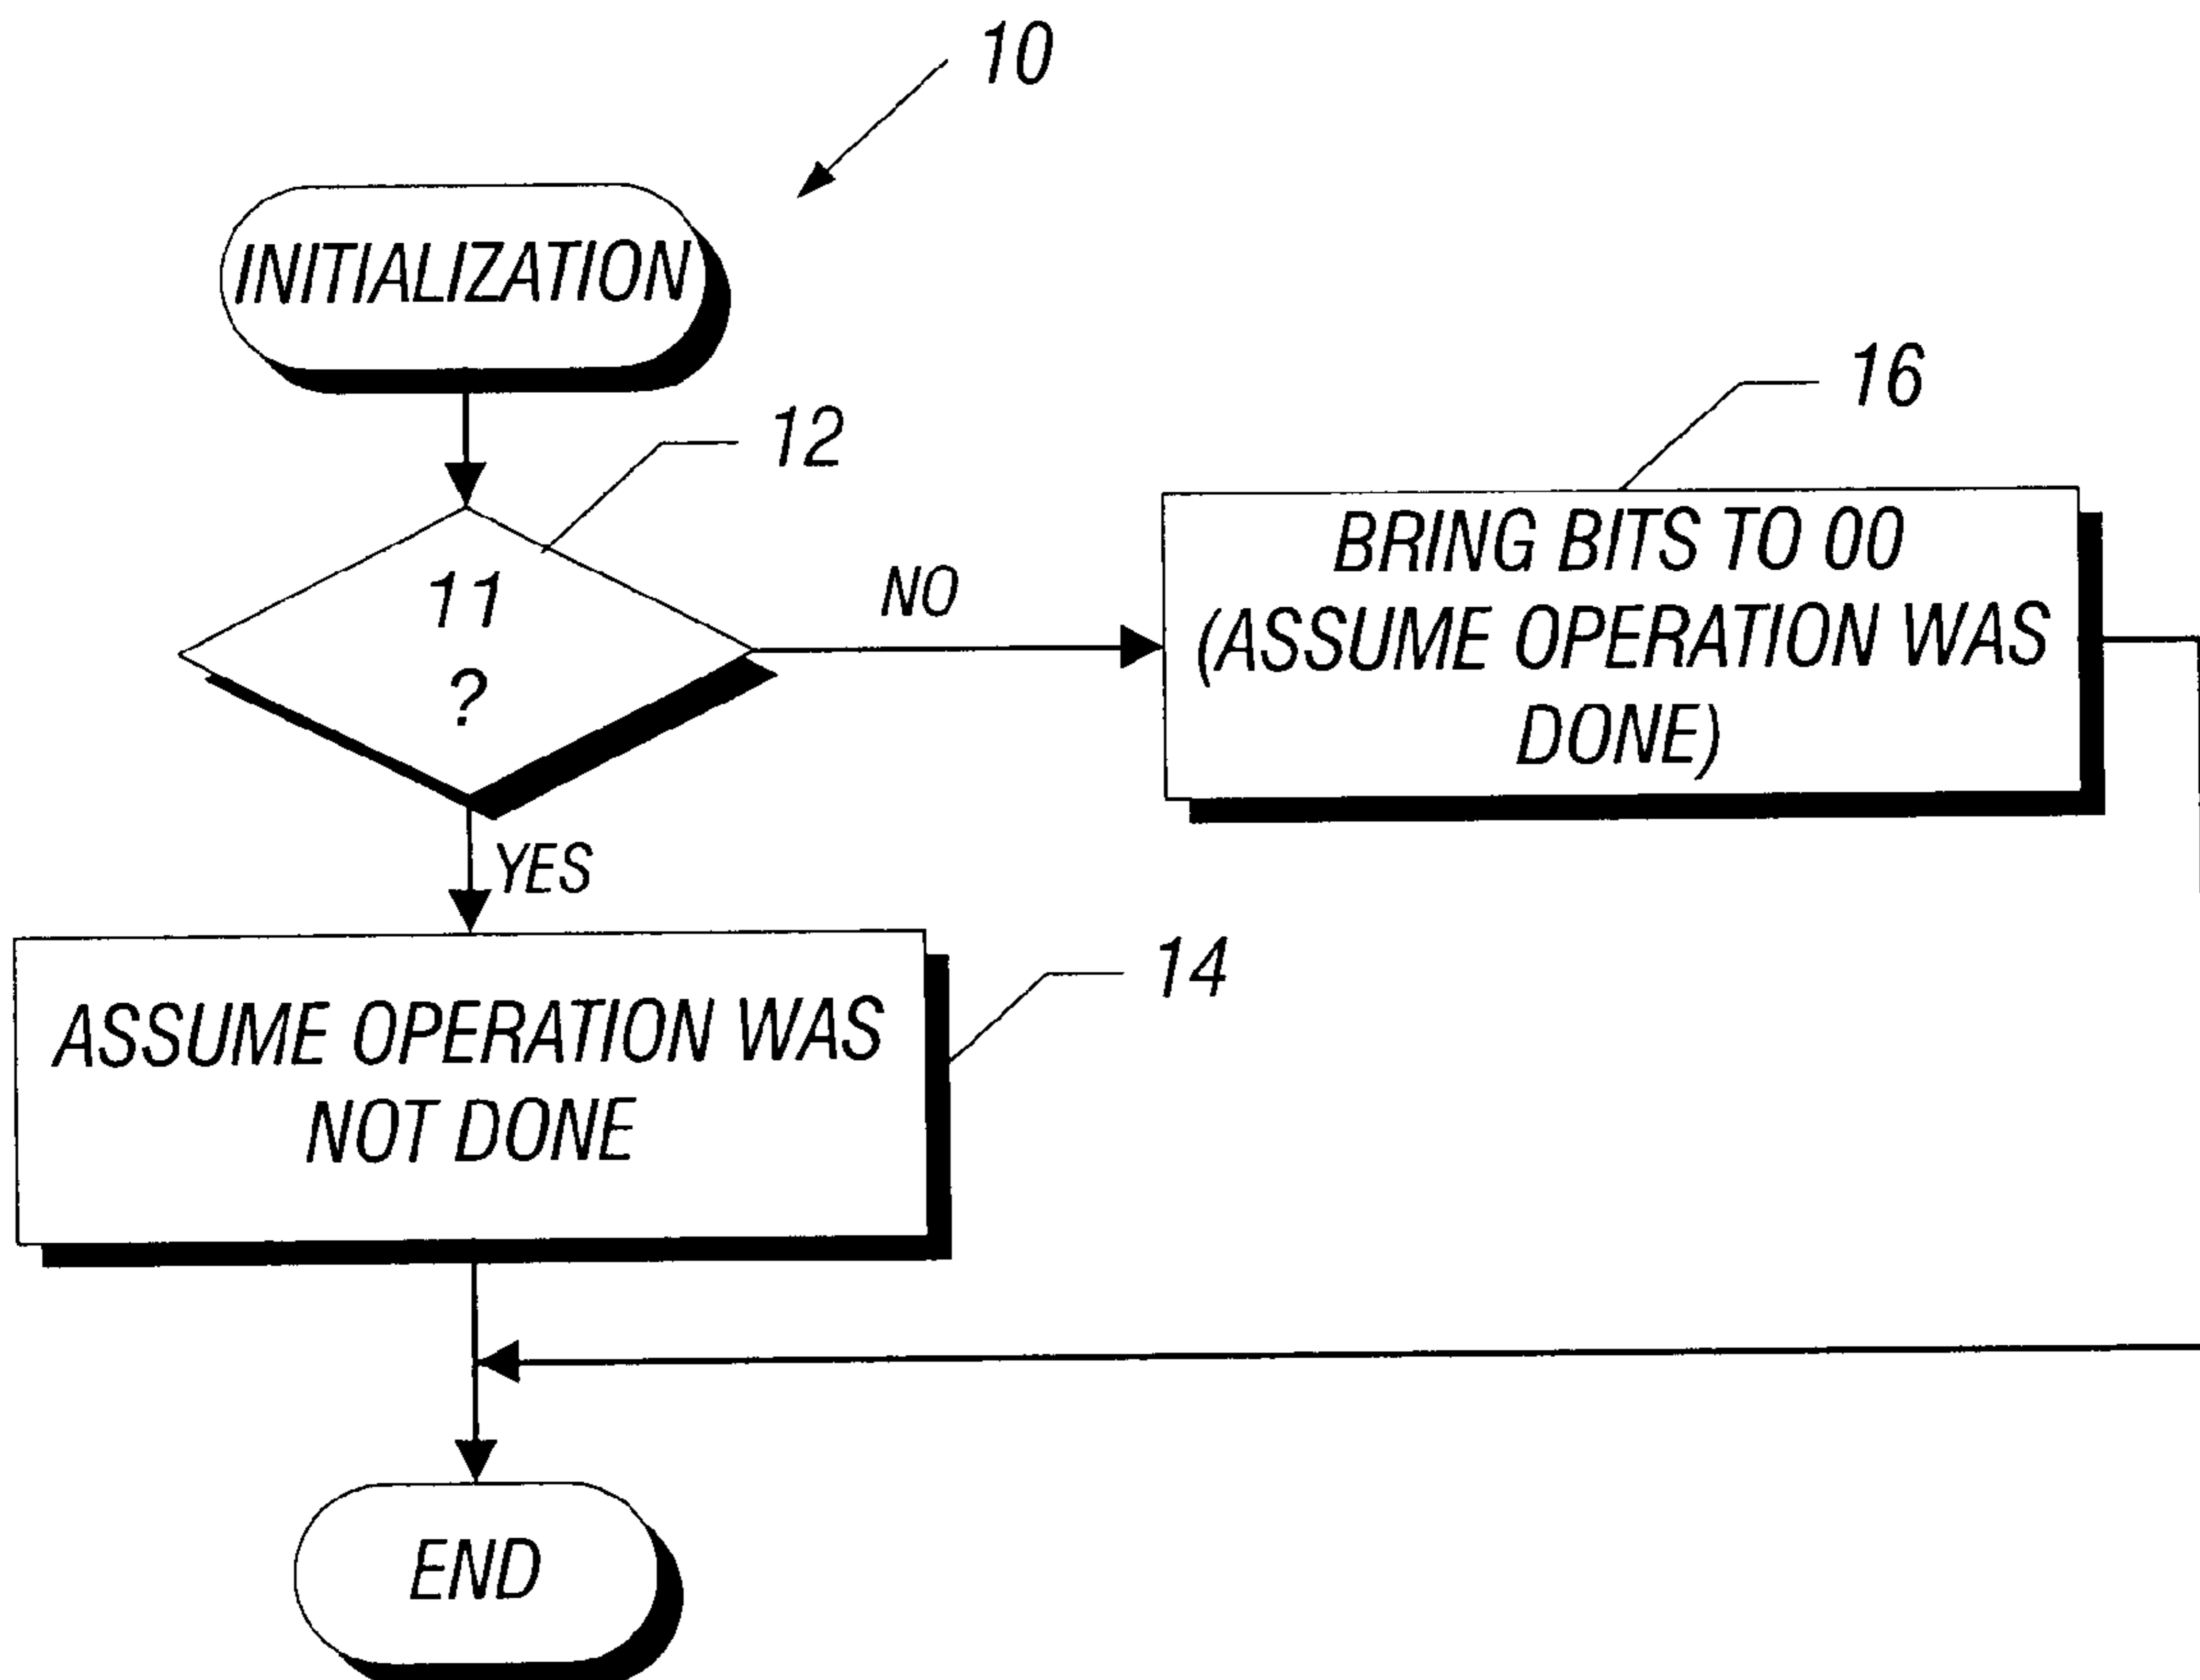 10
INITIALIZATION
12
16
11
?
NO
BRING BITS TO 00
(ASSUME OPERATION WAS
DONE)
YES
14
ASSUME OPERATION WAS
NOT DONE
END